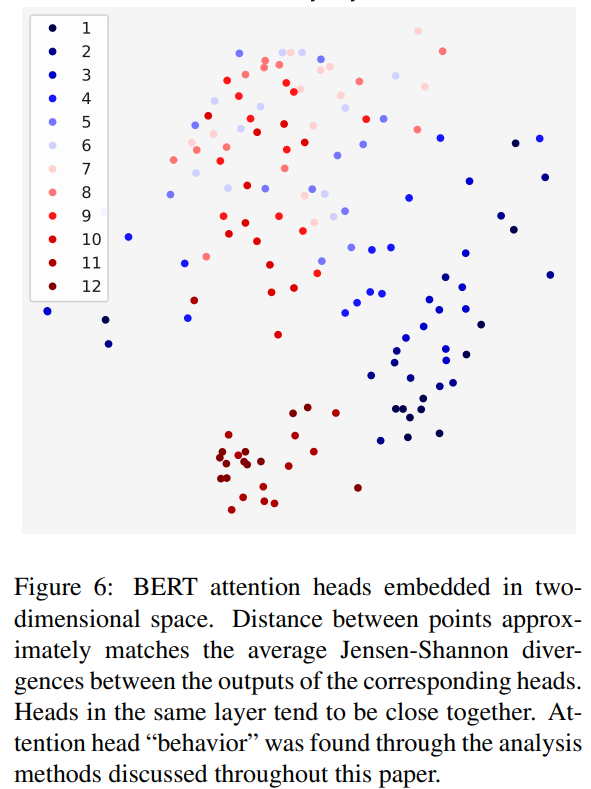 1
2
3
4
5
6
7
8
9
10
11
12
Figure 6: BERT attention heads embedded in two-
dimensional space. Distance between points approx-
imately matches the average Jensen-Shannon diver-
gences between the outputs of the corresponding heads.
Heads in the same layer tend to be close together. At-
tention head “behavior” was found through the analysis
methods discussed throughout this paper.